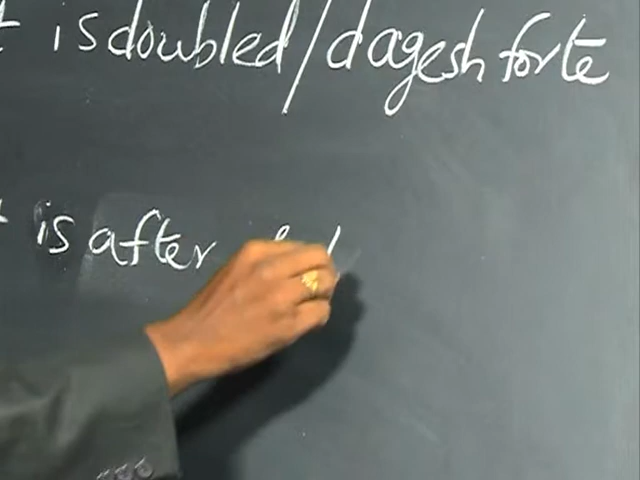 t is doubled/dagesh forte
t is after